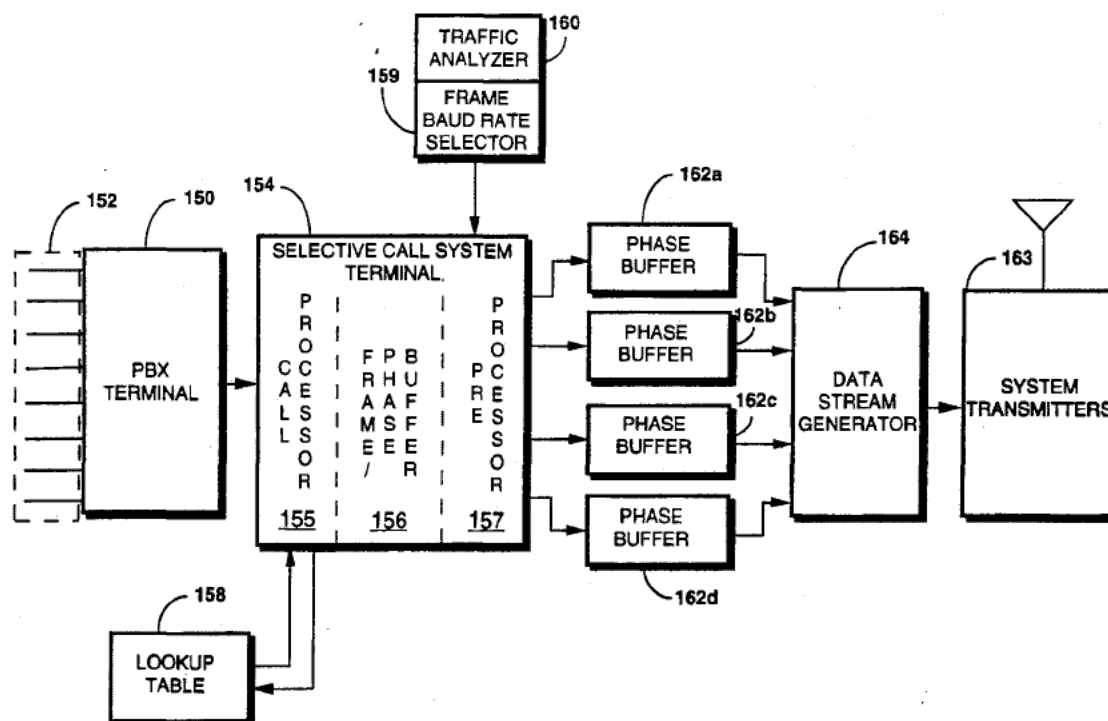 TRAFFIC
ANALYZER
160
159
FRAME
BAUD RATE
SELECTOR
152
150
154
162a
PHASE
BUFFER
164
163
SELECTIVE CALL SYSTEM
TERMINAL.
PBX
TERMINAL
CALL
PROCESSOR
155
FRAME/
PHASE
BUFFER
156
PRE
PROCESSOR
157
PHASE
BUFFER
162b
PHASE
BUFFER
162c
PHASE
BUFFER
162d
DATA
STREAM
GENERATOR
SYSTEM
TRANSMITTERS
158
LOOKUP
TABLE